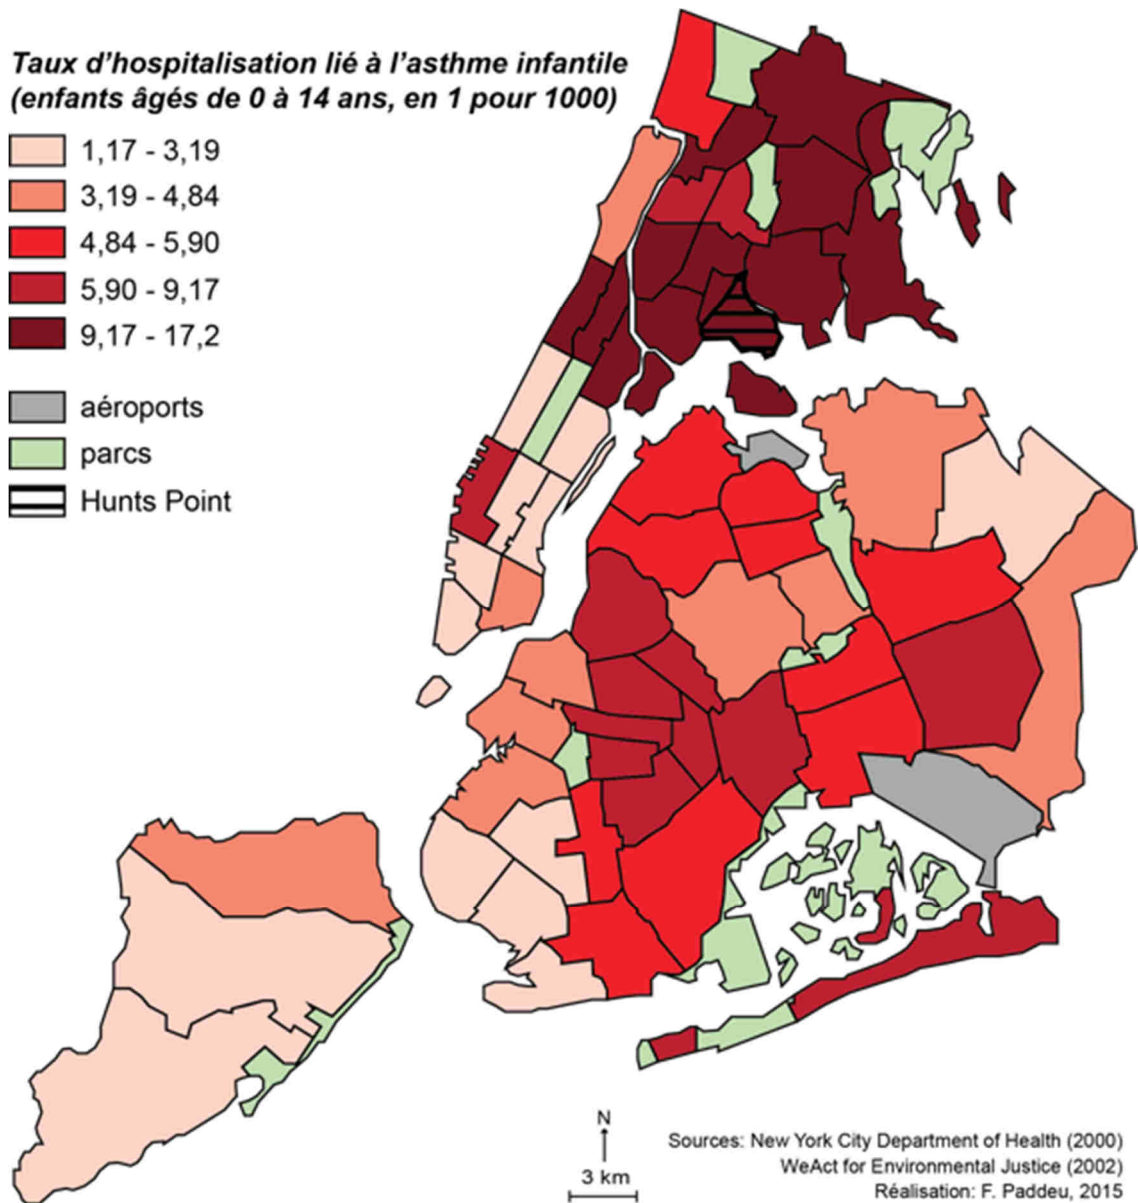 Taux d'hospitalisation lié à l'asthme infantile
(enfants âgés de 0 à 14 ans, en 1 pour 1000)
1,17 - 3,19
3,19 - 4,84
4,84 - 5,90
5,90 - 9,17
9,17 - 17,2
aéroports
parcs
Hunts Point
N
3 km
Sources: New York City Department of Health (2000)
WeAct for Environmental Justice (2002)
Réalisation: F. Paddeu, 2015